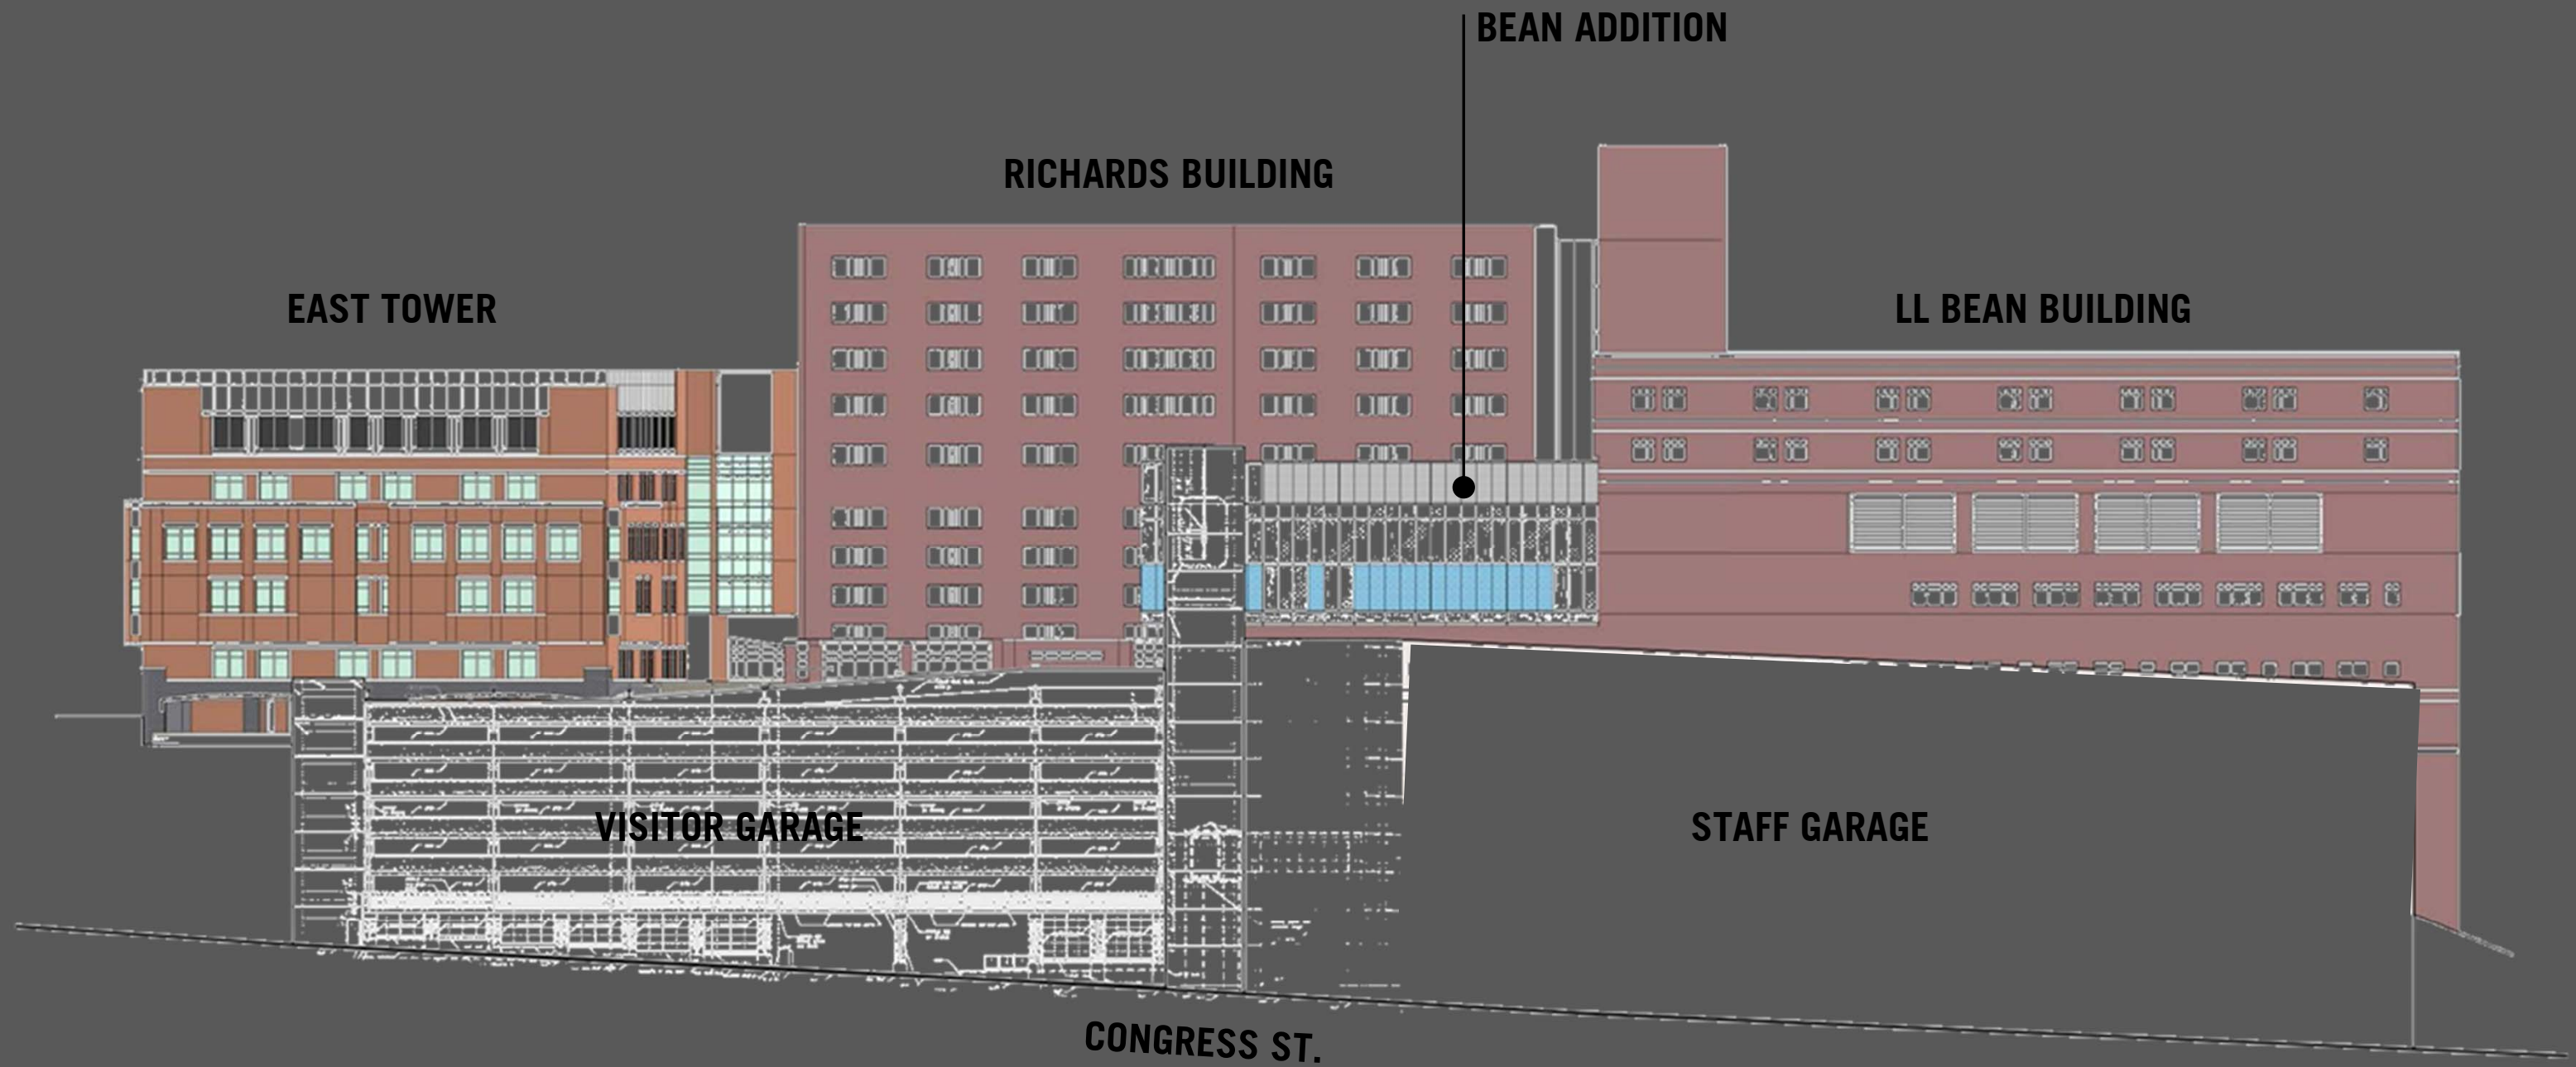 BEAN ADDITION
RICHARDS BUILDING
EAST TOWER
LL BEAN BUILDING
VISITOR GARAGE
STAFF GARAGE
CONGRESS ST.